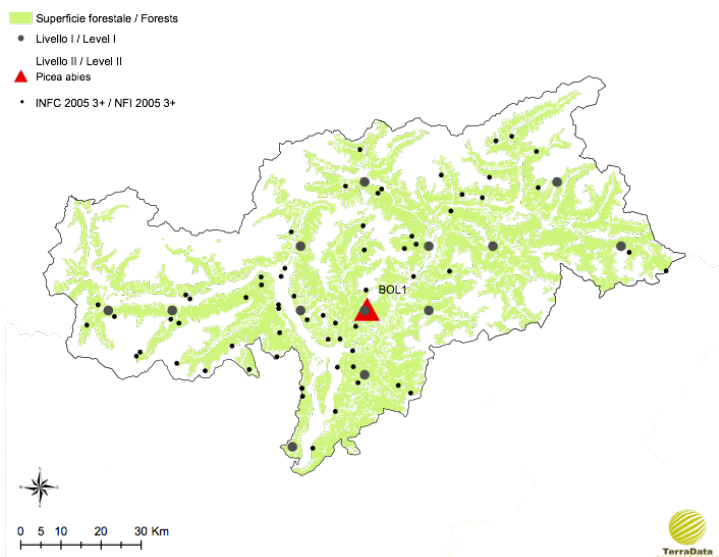 Superficie forestale / Forests
Livello I / Level I
Livello II / Level II
Picea abies
INFC 2005 3+ / NFI 2005 3+
BOL1
0 5 10 20 30 Km
TerraData